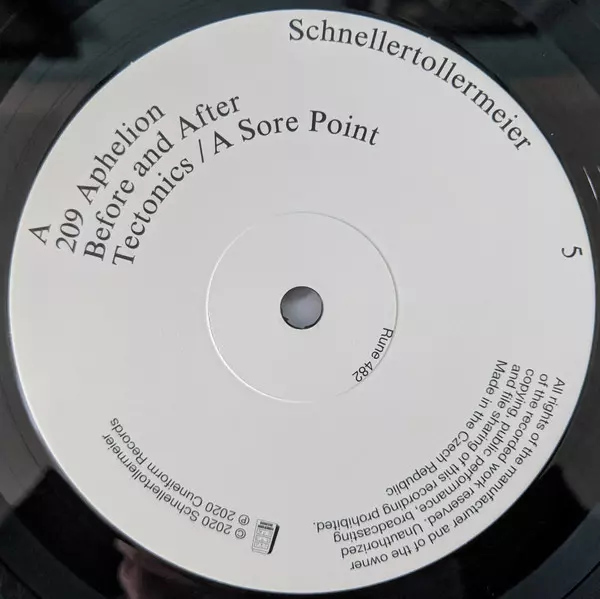 Schnellertollermeier
5
A
209 Aphelion
Before and After
Tectonics / A Sore Point
Rune 482
All rights of the manufacturer and of the owner
of the recorded work reserved. Unauthorized
copying, public performance, broadcasting
and file sharing of this recording prohibited.
Made in the Czech Republic
© 2020 Schnellertollermeier
℗ 2020 Cuneiform Records